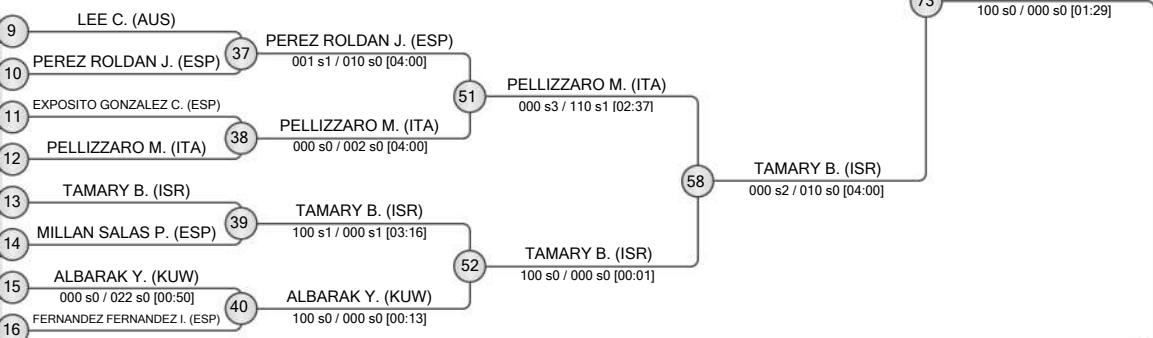 73
100 s0 / 000 s0 [01:29]
9
LEE C. (AUS)
10
PEREZ ROLDAN J. (ESP)
37
PEREZ ROLDAN J. (ESP)
001 s1 / 010 s0 [04:00]
11
EXPOSITO GONZALEZ C. (ESP)
12
PELLIZZARO M. (ITA)
38
PELLIZZARO M. (ITA)
000 s0 / 002 s0 [04:00]
51
PELLIZZARO M. (ITA)
000 s3 / 110 s1 [02:37]
13
TAMARY B. (ISR)
14
MILLAN SALAS P. (ESP)
39
TAMARY B. (ISR)
100 s1 / 000 s1 [03:16]
15
ALBARAK Y. (KUW)
000 s0 / 022 s0 [00:50]
16
FERNANDEZ FERNANDEZ I. (ESP)
40
ALBARAK Y. (KUW)
100 s0 / 000 s0 [00:13]
52
TAMARY B. (ISR)
100 s0 / 000 s0 [00:01]
58
TAMARY B. (ISR)
000 s2 / 010 s0 [04:00]